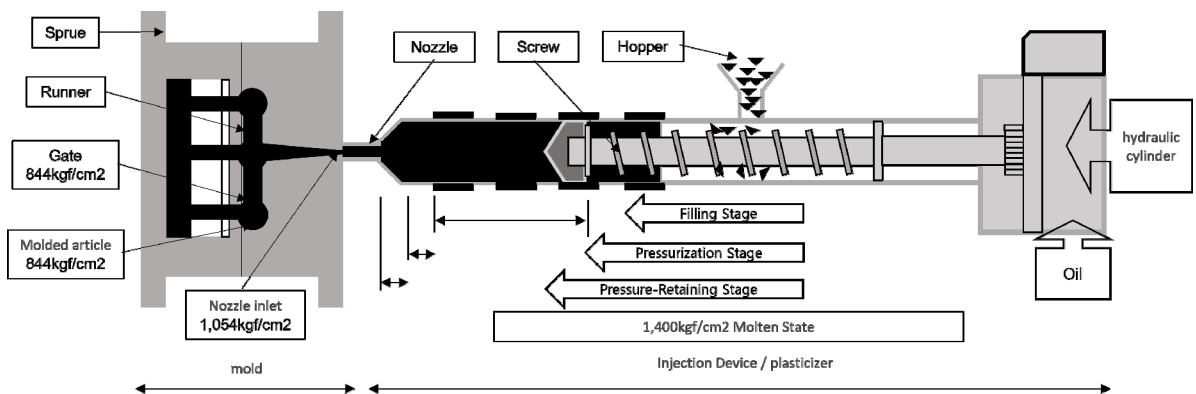 Sprue
Nozzle
Screw
Hopper
Runner
Gate
844kgf/cm2
hydraulic
cylinder
Molded article
844kgf/cm2
Filling Stage
Pressurization Stage
Oil
Nozzle inlet
1,054kgf/cm2
Pressure-Retaining Stage
1,400kgf/cm2 Molten State
mold
Injection Device / plasticizer